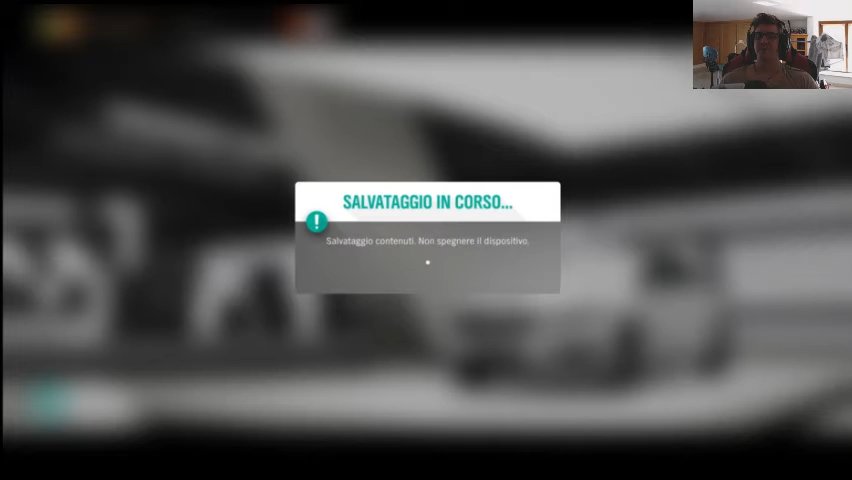 SALVATAGGIO IN CORSO...
!
Salvataggio contenuti. Non spegnere il dispositivo.